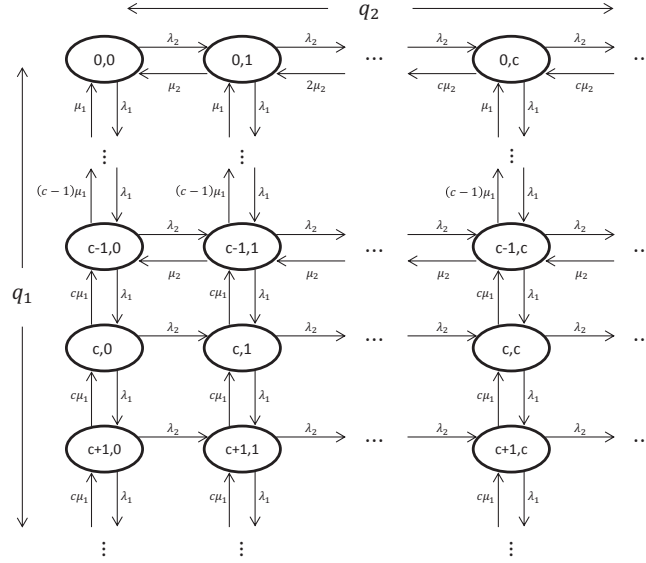 q₂
λ₂ λ₂ λ₂ λ₂
0,0 0,1 ... 0,c ..
μ₂ 2μ₂ cμ₂ cμ₂
μ₁ λ₁ μ₁ λ₁ μ₁ λ₁
⋮ ⋮ ⋮
(c − 1)μ₁ λ₁ (c − 1)μ₁ λ₁ (c − 1)μ₁ λ₁
λ₂ λ₂ λ₂ λ₂
c-1,0 c-1,1 ... c-1,c ..
μ₂ μ₂ μ₂ μ₂
q₁
cμ₁ λ₁ cμ₁ λ₁ cμ₁ λ₁
λ₂ λ₂ λ₂ λ₂
c,0 c,1 ... c,c ..
cμ₁ λ₁ cμ₁ λ₁ cμ₁ λ₁
λ₂ λ₂ λ₂ λ₂
c+1,0 c+1,1 ... c+1,c ..
cμ₁ λ₁ cμ₁ λ₁ cμ₁ λ₁
⋮ ⋮ ⋮